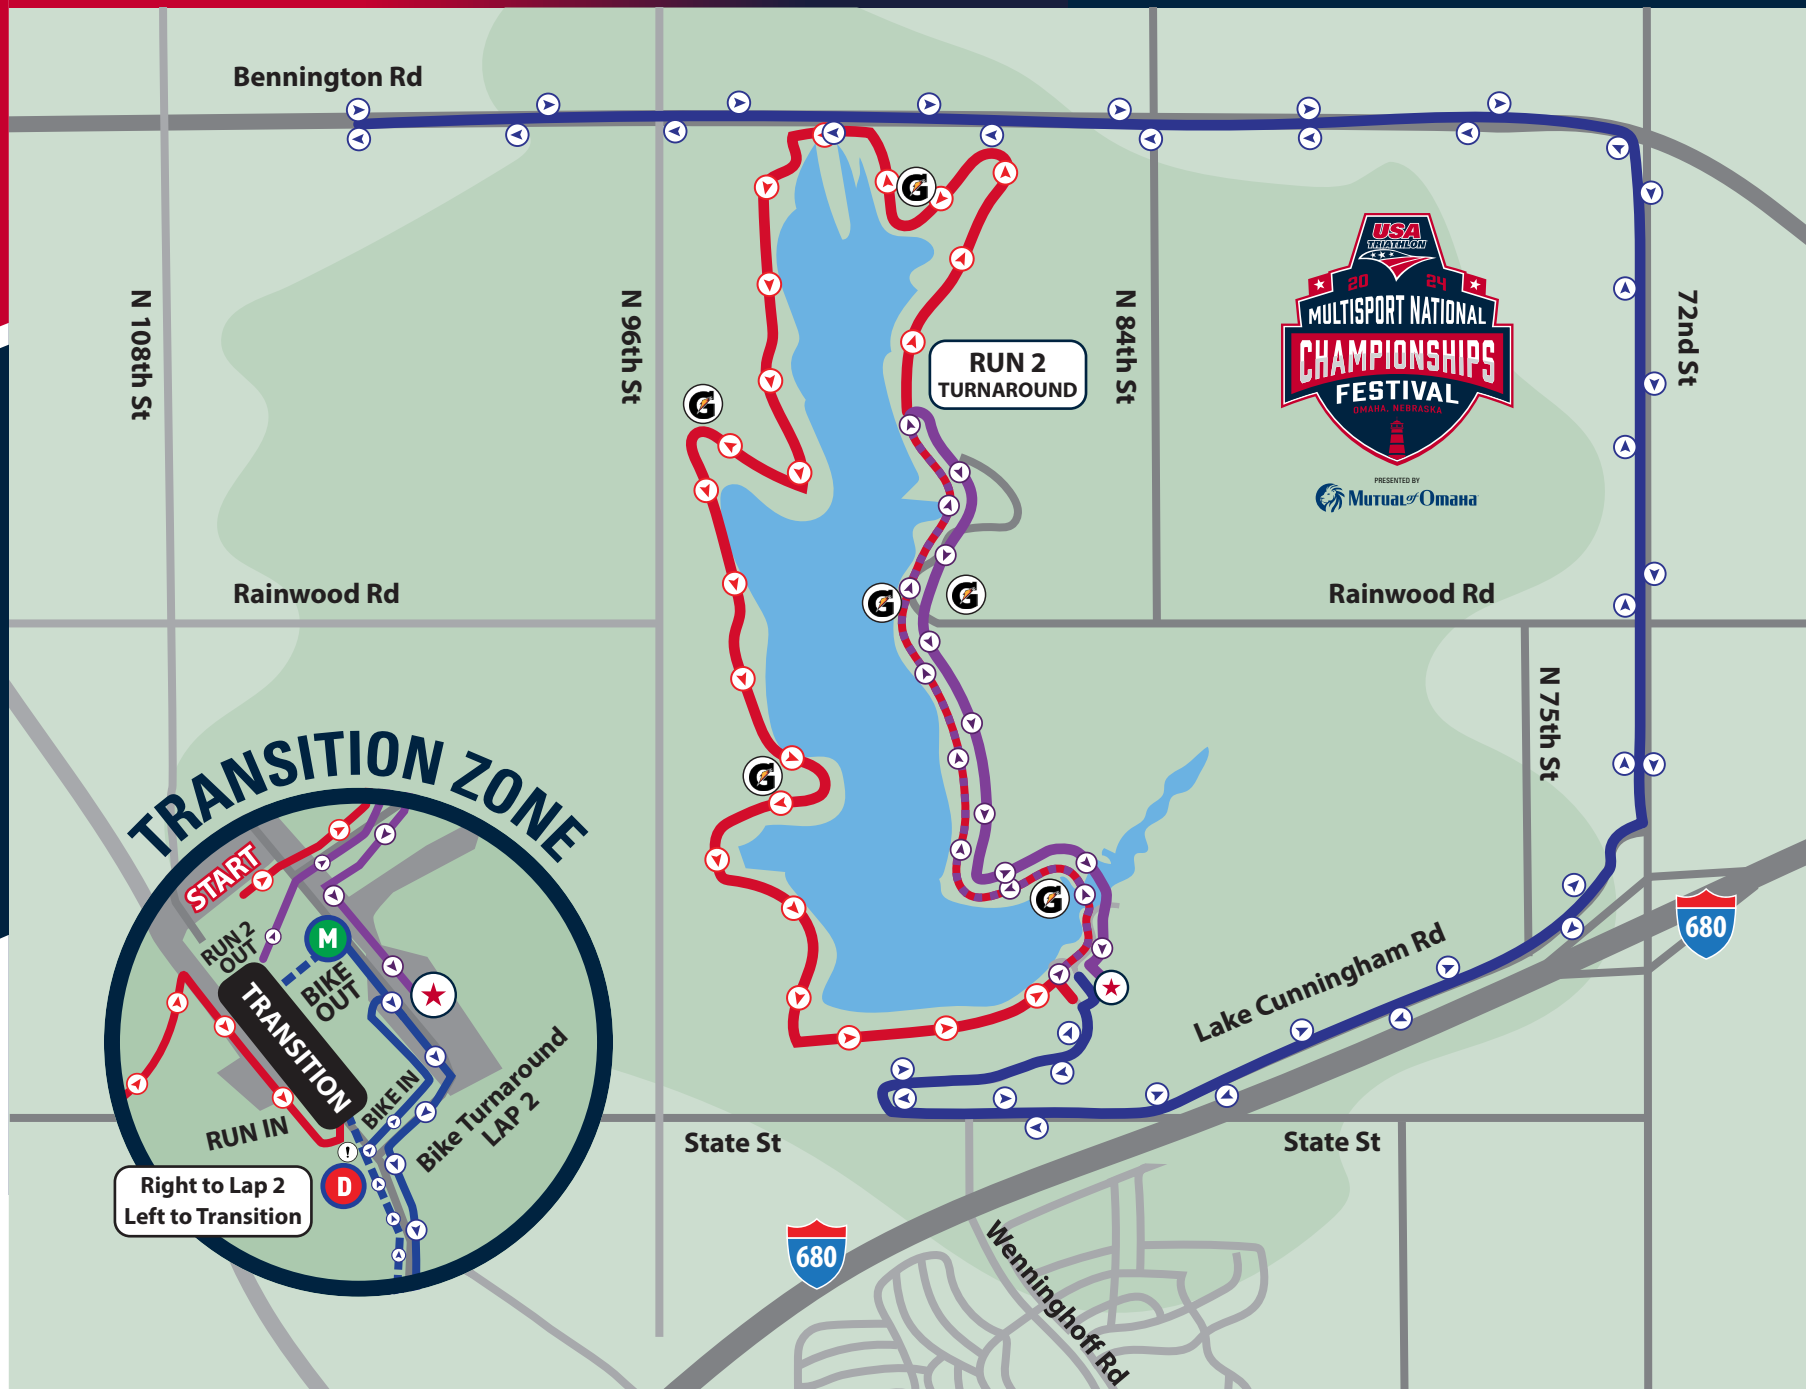 Bennington Rd
N 108th St
N 96th St
N 84th St
72nd St
USA
TRIATHLON
20 24
MULTISPORT NATIONAL
CHAMPIONSHIPS
FESTIVAL
OMAHA, NEBRASKA
PRESENTED BY
Mutual of Omaha
G
RUN 2
TURNAROUND
G
Rainwood Rd
G
G
Rainwood Rd
N 75th St
G
G
TRANSITION ZONE
START
RUN 2
OUT
M
BIKE
OUT
TRANSITION
BIKE IN
RUN IN
Bike Turnaround
LAP 2
!
D
Right to Lap 2
Left to Transition
Lake Cunningham Rd
680
State St
State St
680
Wenninghoff Rd